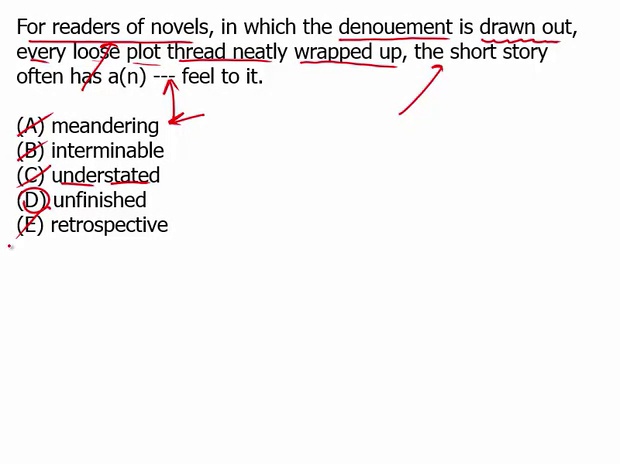 For readers of novels, in which the denouement is drawn out,
every loose plot thread neatly wrapped up, the short story
often has a(n) --- feel to it.
(A) meandering
(B) interminable
(C) understated
(D) unfinished
(E) retrospective